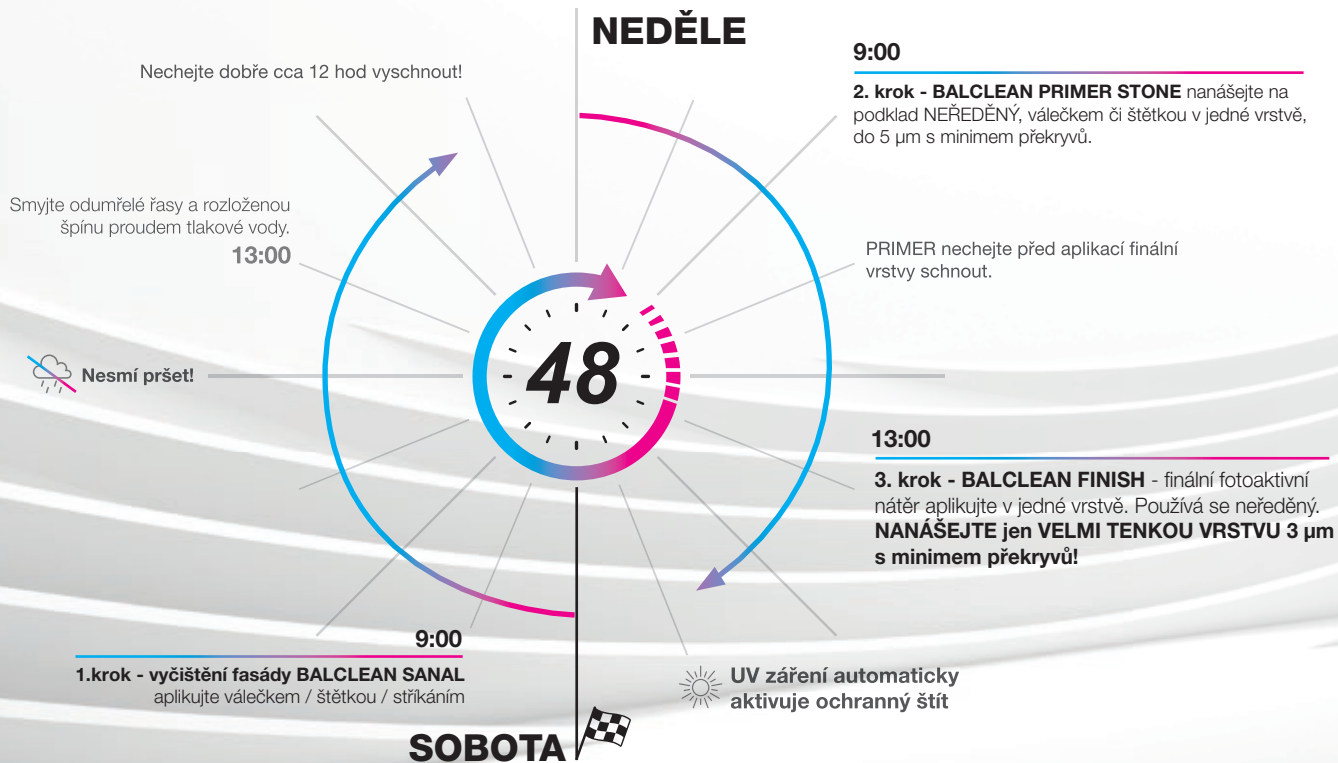 NEDĚLE
Nechejte dobře cca 12 hod vyschnout!
9:00
2. krok - BALCLEAN PRIMER STONE nanášejte na
podklad NEŘEDĚNÝ, válečkem či štětkou v jedné vrstvě,
do 5 µm s minimem překryvů.
Smyjte odumřelé řasy a rozloženou
špínu proudem tlakové vody.
13:00
PRIMER nechejte před aplikací finální
vrstvy schnout.
48
Nesmí pršet!
13:00
3. krok - BALCLEAN FINISH - finální fotoaktivní
nátěr aplikujte v jedné vrstvě. Používá se neředěný.
NANÁŠEJTE jen VELMI TENKOU VRSTVU 3 µm
s minimem překryvů!
9:00
1.krok - vyčištění fasády BALCLEAN SANAL
aplikujte válečkem / štětkou / stříkáním
UV záření automaticky
aktivuje ochranný štít
SOBOTA